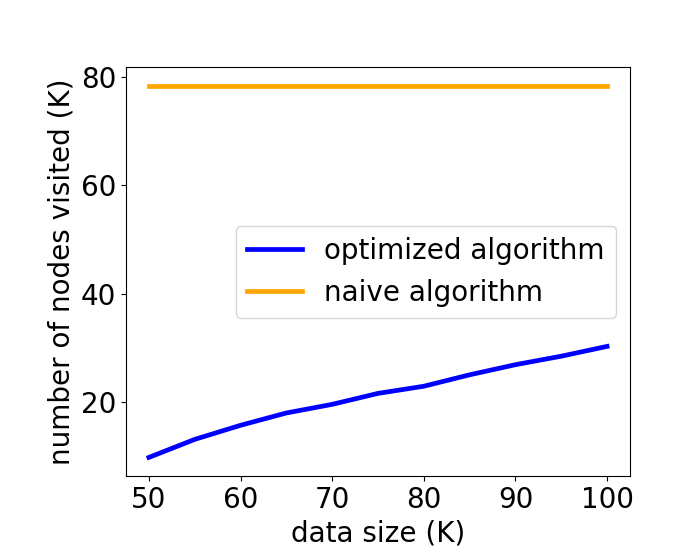 80
60
40
20
number of nodes visited (K)
optimized algorithm
naive algorithm
50 60 70 80 90 100
data size (K)